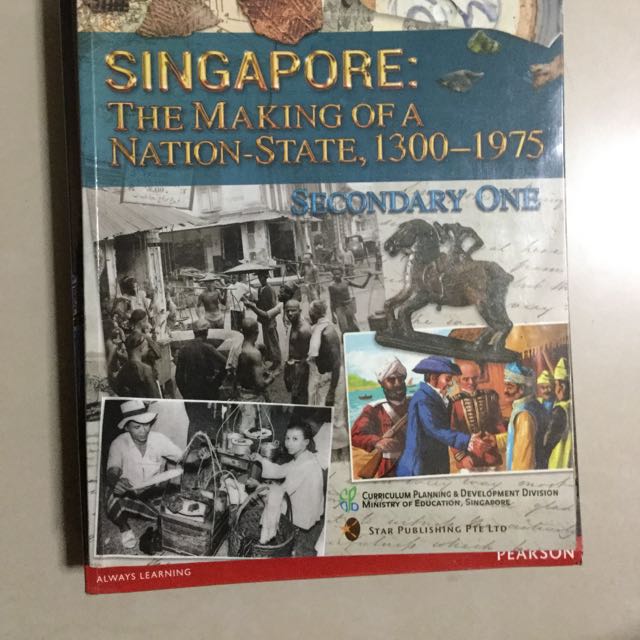 SINGAPORE:
THE MAKING OF A
NATION-STATE, 1300–1975
SECONDARY ONE
CURRICULUM PLANNING & DEVELOPMENT DIVISION
MINISTRY OF EDUCATION, SINGAPORE
STAR PUBLISHING PTE LTD
PEARSON
ALWAYS LEARNING